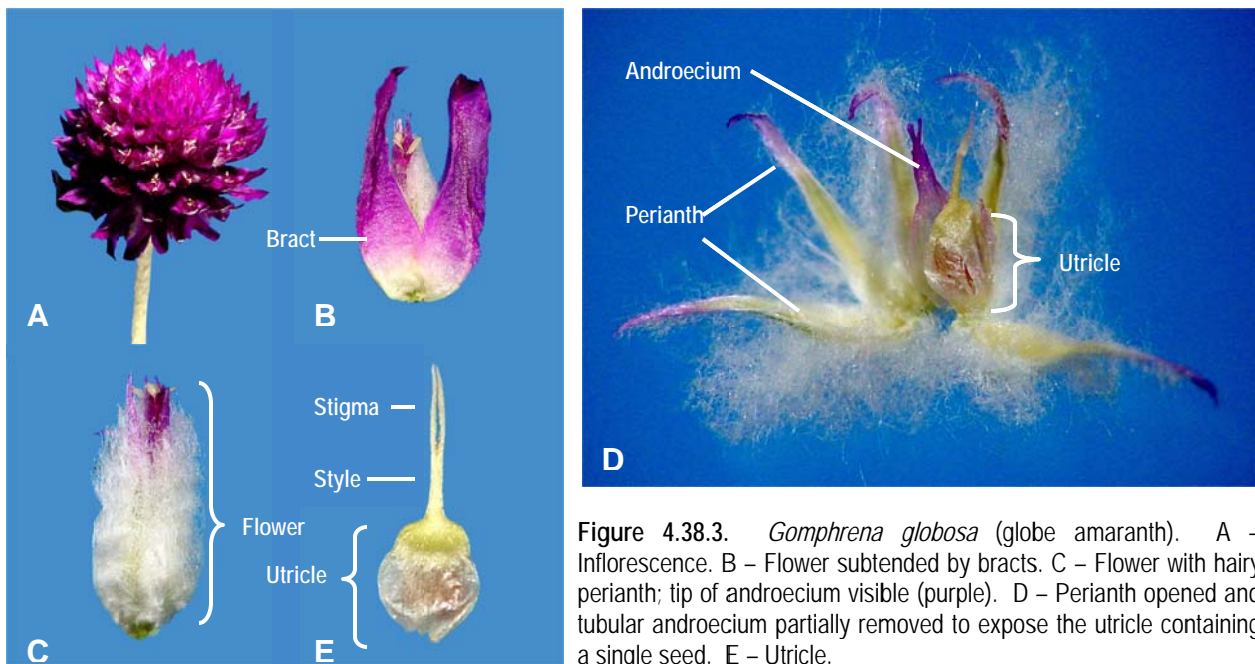 Bract
A
B
Stigma
Style
Flower
Utricle
C
E
Androecium
Perianth
Utricle
D
Figure 4.38.3. Gomphrena globosa (globe amaranth). A –
Inflorescence. B – Flower subtended by bracts. C – Flower with hairy
perianth; tip of androecium visible (purple). D – Perianth opened and
tubular androecium partially removed to expose the utricle containing
a single seed. E – Utricle.